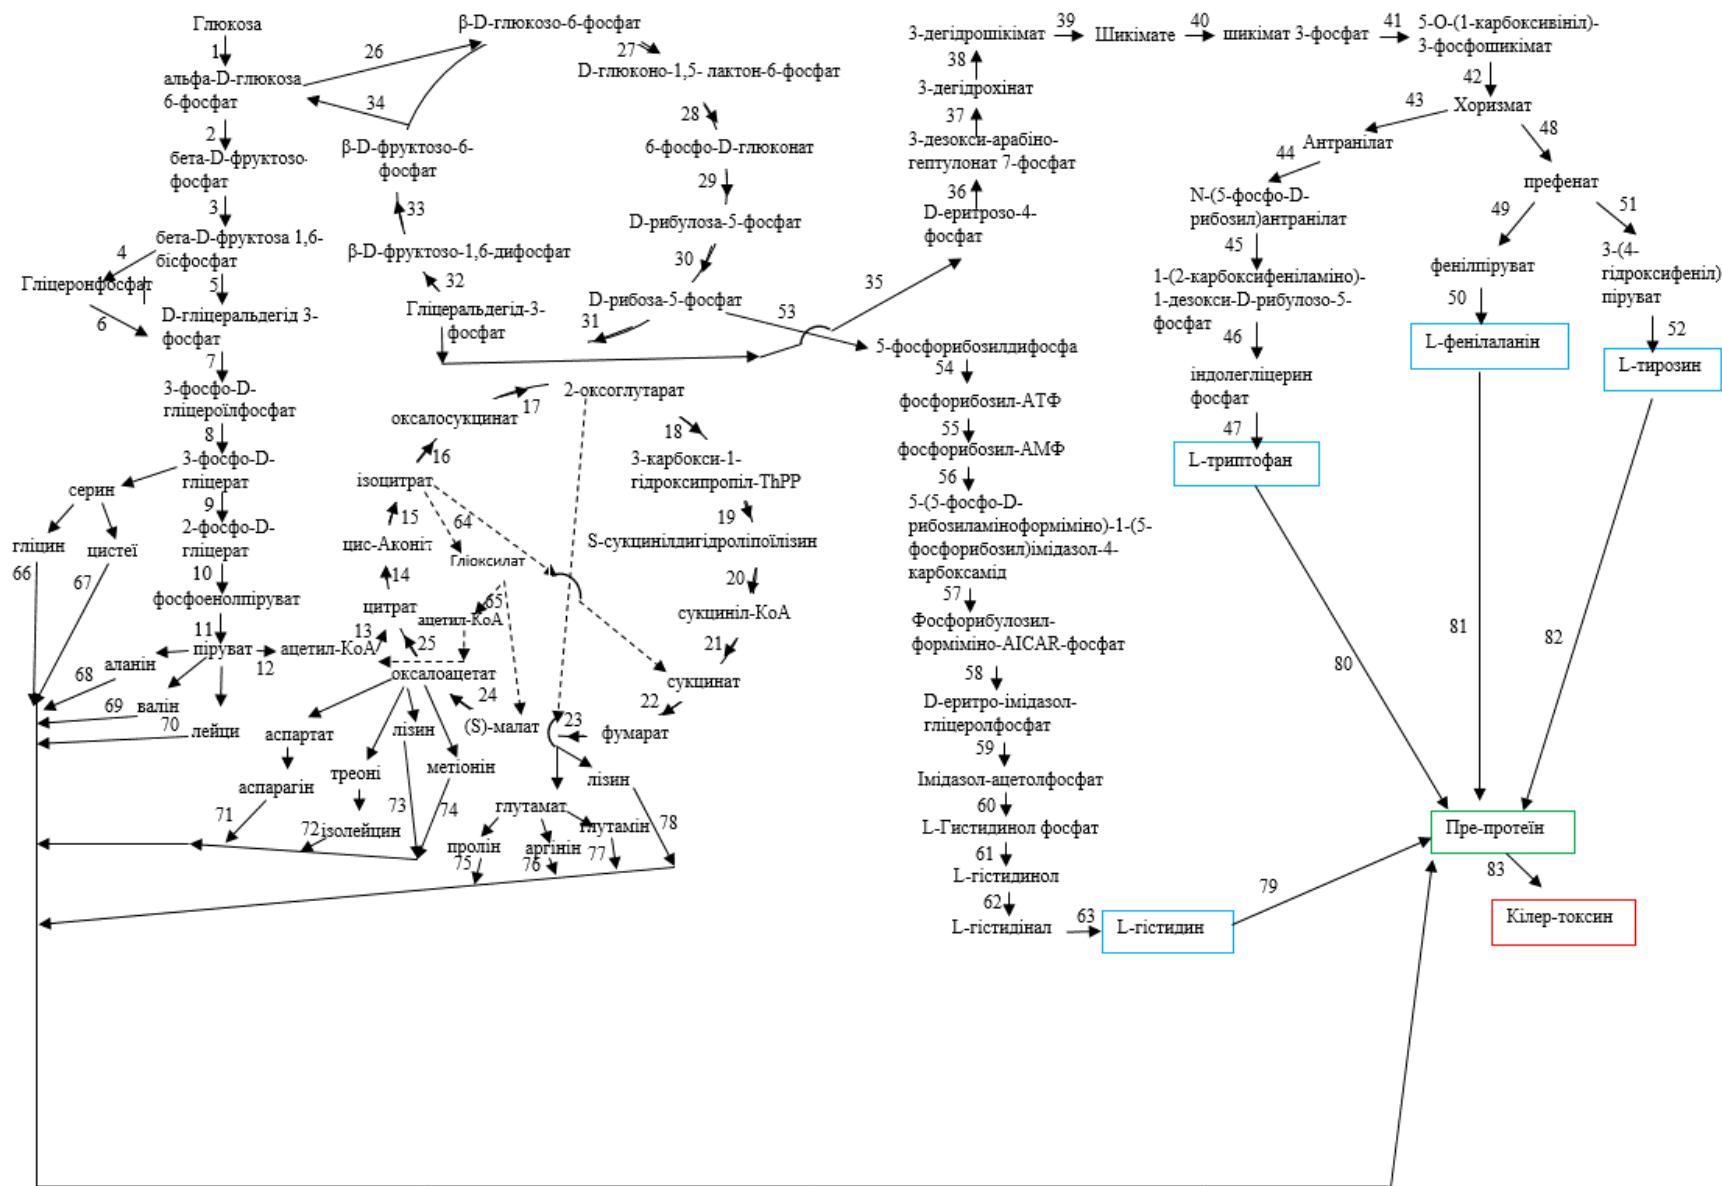 Глюкоза
1
альфа-D-глюкоза
6-фосфат
2
бета-D-фруктозо-
фосфат
3
бета-D-фруктоза 1,6-
бісфосфат
4
5
Гліцеронфосфат
6
D-гліцеральдегід 3-
фосфат
7
3-фосфо-D-
гліцероїлфосфат
8
3-фосфо-D-
гліцерат
серин
9
2-фосфо-D-
гліцерат
гліцин
цистеї
66
67
10
фосфоенолпіруват
11
піруват
12
ацетил-КоА
13
68
аланін
69
валін
70
лейци
26
34
β-D-глюкозо-6-фосфат
27
D-глюконо-1,5- лактон-6-фосфат
28
6-фосфо-D-глюконат
29
D-рибулоза-5-фосфат
30
D-рибоза-5-фосфат
31
53
β-D-фруктозо-6-
фосфат
33
β-D-фруктозо-1,6-дифосфат
32
Гліцеральдегід-3-
фосфат
35
2-оксоглутарат
17
оксалосукцинат
16
ізоцитрат
15
64
цис-Аконіт
Гліоксилат
14
цитрат
65
ацетил-КоА
25
оксалоацетат
24
(S)-малат
23
фумарат
22
сукцинат
21
сукциніл-КоА
20
S-сукцинілдигідроліпоїлізин
19
3-карбокси-1-
гідроксипропіл-ThPP
18
аспартат
лізин
треоні
метіонін
аспарагін
71
72
ізолейцин
73
74
лізин
глутамат
глутамін
78
пролін
аргінін
75
76
77
3-дегідрошікімат
39
Шикімате
40
шикімат 3-фосфат
41
5-О-(1-карбоксивініл)-
3-фосфошикімат
38
3-дегідрохінат
37
3-дезокси-арабіно-
гептулонат 7-фосфат
36
D-еритрозо-4-
фосфат
42
Хоризмат
43
48
Антранілат
44
N-(5-фосфо-D-
рибозил)антранілат
45
1-(2-карбоксифеніламіно)-
1-дезокси-D-рибулозо-5-
фосфат
46
індолегліцерин
фосфат
47
L-триптофан
префенат
49
51
фенілпіруват
50
L-фенілаланін
3-(4-
гідроксифеніл)
піруват
52
L-тирозин
5-фосфорибозилдифосфа
54
фосфорибозил-АТФ
55
фосфорибозил-АМФ
56
5-(5-фосфо-D-
рибозиламіноформіміно)-1-(5-
фосфорибозил)імідазол-4-
карбоксамід
57
Фосфорибулозил-
форміміно-AICAR-фосфат
58
D-еритро-імідазол-
гліцеролфосфат
59
Імідазол-ацетолфосфат
60
L-Гистидинол фосфат
61
L-гістидинол
62
L-гістидінал
63
L-гістидин
79
80
81
82
Пре-протеїн
83
Кілер-токсин